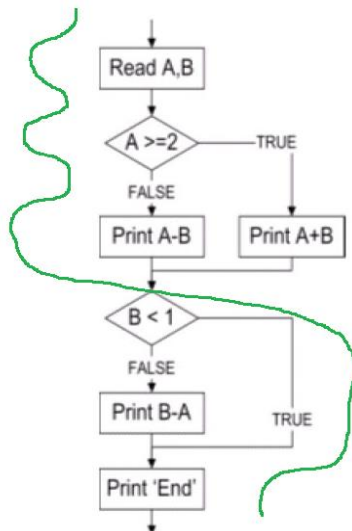 Read A,B
A >=2
TRUE
FALSE
Print A-B
Print A+B
B < 1
FALSE
Print B-A
TRUE
Print ‘End’